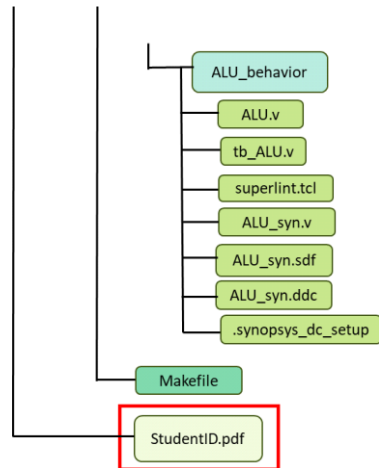 ALU_behavior
ALU.v
tb_ALU.v
superlint.tcl
ALU_syn.v
ALU_syn.sdf
ALU_syn.ddc
.synopsys_dc_setup
Makefile
StudentID.pdf